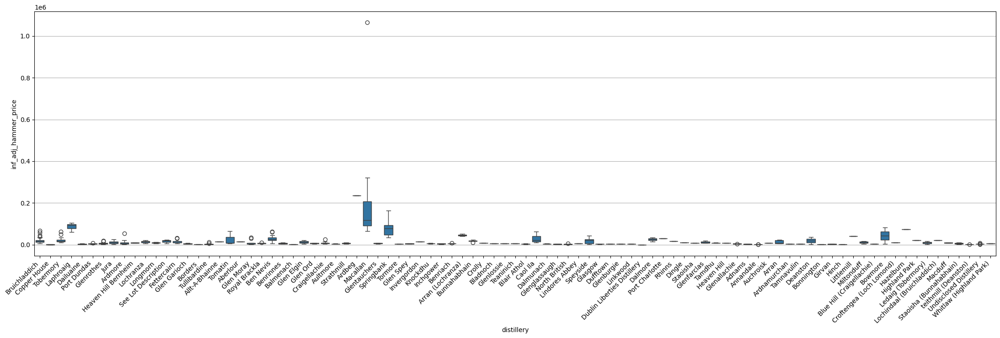 1e6
1.0
0.8
0.6
0.4
0.2
0.0
inf_adj_hammer_price
Bruichladdich
Copper House
Tobermory
Laphroaig
Dailuaine
Port Dundas
Glenrothes
Jura
Ardmore
Heaven Hill Bernheim
Lochranza
Longmorn
See Lot Description
Fettercairn
Glen Garioch
Borders
Tullibardine
Allt-A-Bhaine
Tomatin
Aberlour
Glen Moray
Royal Brackla
Ben Nevis
Benrinnes
Balmenach
Glen Elgin
Glen Ord
Craigellachie
Aultmore
Strathmill
Ardbeg
Macallan
Glentauchers
Springbank
Tormore
Glen Spey
Invergordon
Knockdhu
Inchgower
Benriach
Arran (Lochranza)
Bunnahabhain
Crolly
Bladnoch
Glenlossie
Teaninich
Blair Athol
Caol Ila
Dalmunach
Glenglassaugh
North British
Lindores Abbey
Speyside
Glasgow
Dufftown
Glenburgie
Linkwood
Dublin Liberties Distillery
Dalmore
Port Charlotte
Rhinns
Dingle
Staoisha
Glenfarclas
Tamdhu
Heaven Hill
Glenallachie
Adnams
Annandale
Auchroisk
Arran
Ardnamurchan
Tamnavulin
Deanston
Bonnington
Girvan
Hinch
Littlemill
Miltonduff
Blue Hill (Craigellachie)
Bowmore
Croftengea (Loch Lomond)
Hazelburn
Highland Park
Ledaig (Tobermory)
Lochindaal (Bruichladdich)
Macduff
Staoisha (Bunnahabhain)
teithmill (Deanston)
Undisclosed Distillery
Whitlaw (Highland Park)
distillery